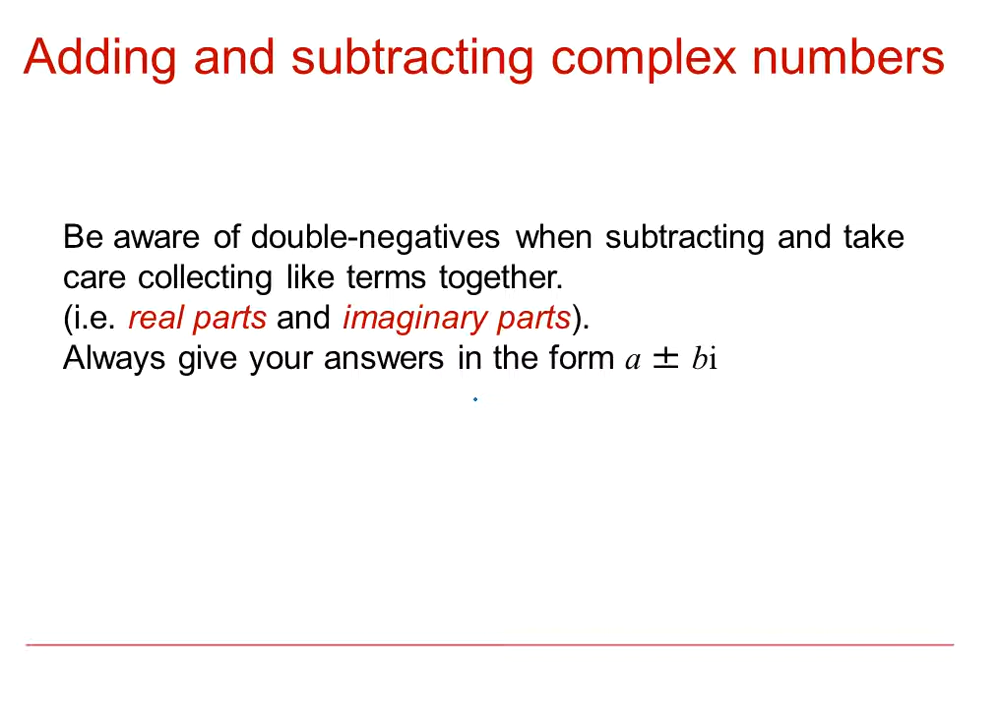 Adding and subtracting complex numbers
Be aware of double-negatives when subtracting and take
care collecting like terms together.
(i.e. real parts and imaginary parts).
Always give your answers in the form a ± bi